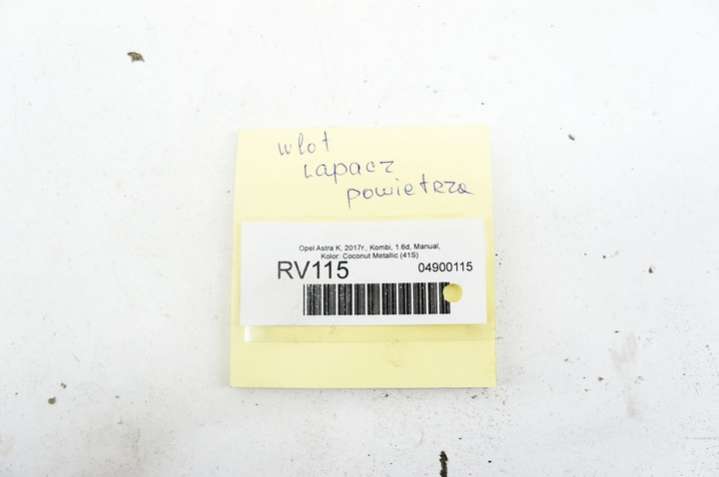 wlot
łapacz
powietrza
Opel Astra K, 2017r., Kombi, 1.6d, Manual,
Kolor: Coconut Metallic (41S)
RV115 04900115